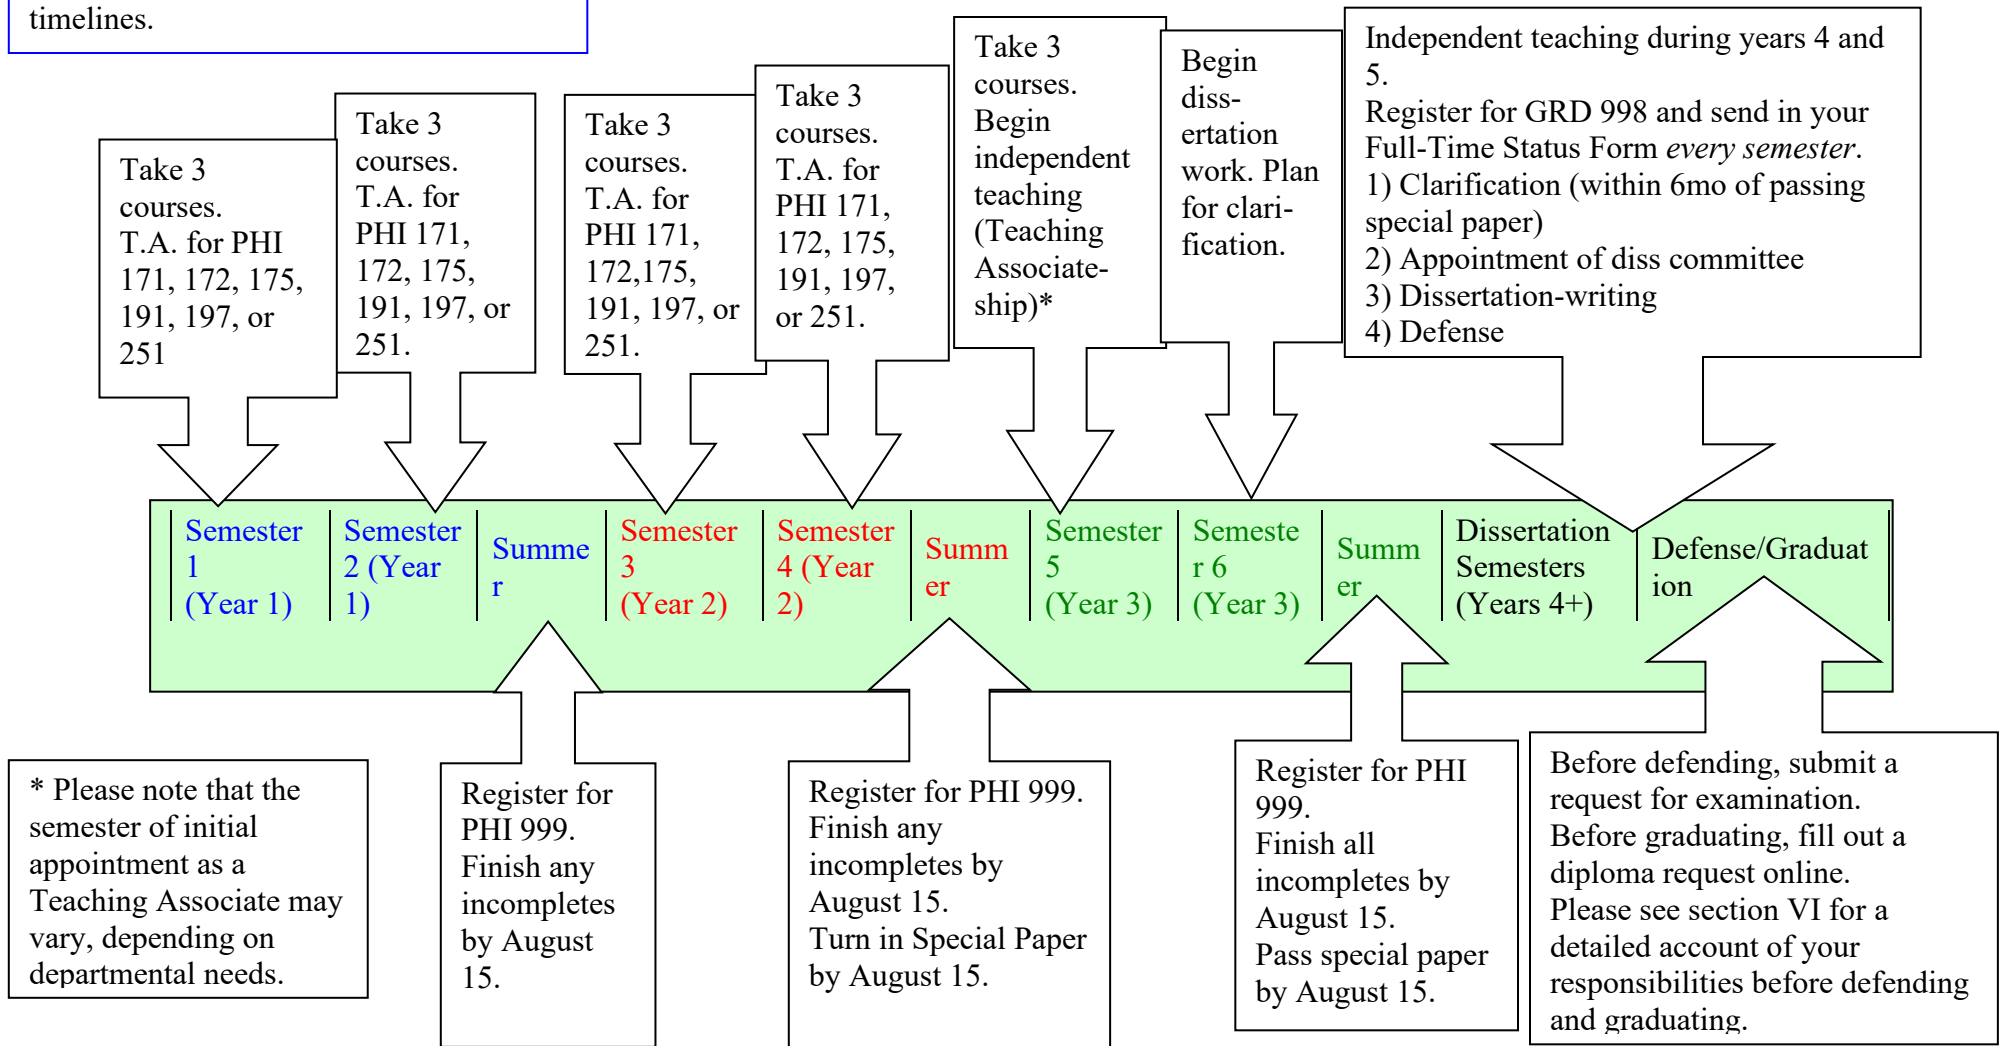 timelines.
Take 3
courses.
T.A. for PHI
171, 172, 175,
191, 197, or
251
Take 3
courses.
T.A. for
PHI 171,
172, 175,
191, 197, or
251.
Take 3
courses.
T.A. for
PHI 171,
172,175,
191, 197, or
251.
Take 3
courses.
T.A. for
PHI 171,
172, 175,
191, 197,
or 251.
Take 3
courses.
Begin
independent
teaching
(Teaching
Associate-
ship)*
Begin
diss-
ertation
work. Plan
for clari-
fication.
Independent teaching during years 4 and
5.
Register for GRD 998 and send in your
Full-Time Status Form every semester.
1) Clarification (within 6mo of passing
special paper)
2) Appointment of diss committee
3) Dissertation-writing
4) Defense
Semester
1
(Year 1)
Semester
2 (Year
1)
Summe
r
Semester
3
(Year 2)
Semester
4 (Year
2)
Summ
er
Semester
5
(Year 3)
Semeste
r 6
(Year 3)
Summ
er
Dissertation
Semesters
(Years 4+)
Defense/Graduat
ion
* Please note that the
semester of initial
appointment as a
Teaching Associate may
vary, depending on
departmental needs.
Register for
PHI 999.
Finish any
incompletes
by August
15.
Register for PHI 999.
Finish any
incompletes by
August 15.
Turn in Special Paper
by August 15.
Register for PHI
999.
Finish all
incompletes by
August 15.
Pass special paper
by August 15.
Before defending, submit a
request for examination.
Before graduating, fill out a
diploma request online.
Please see section VI for a
detailed account of your
responsibilities before defending
and graduating.